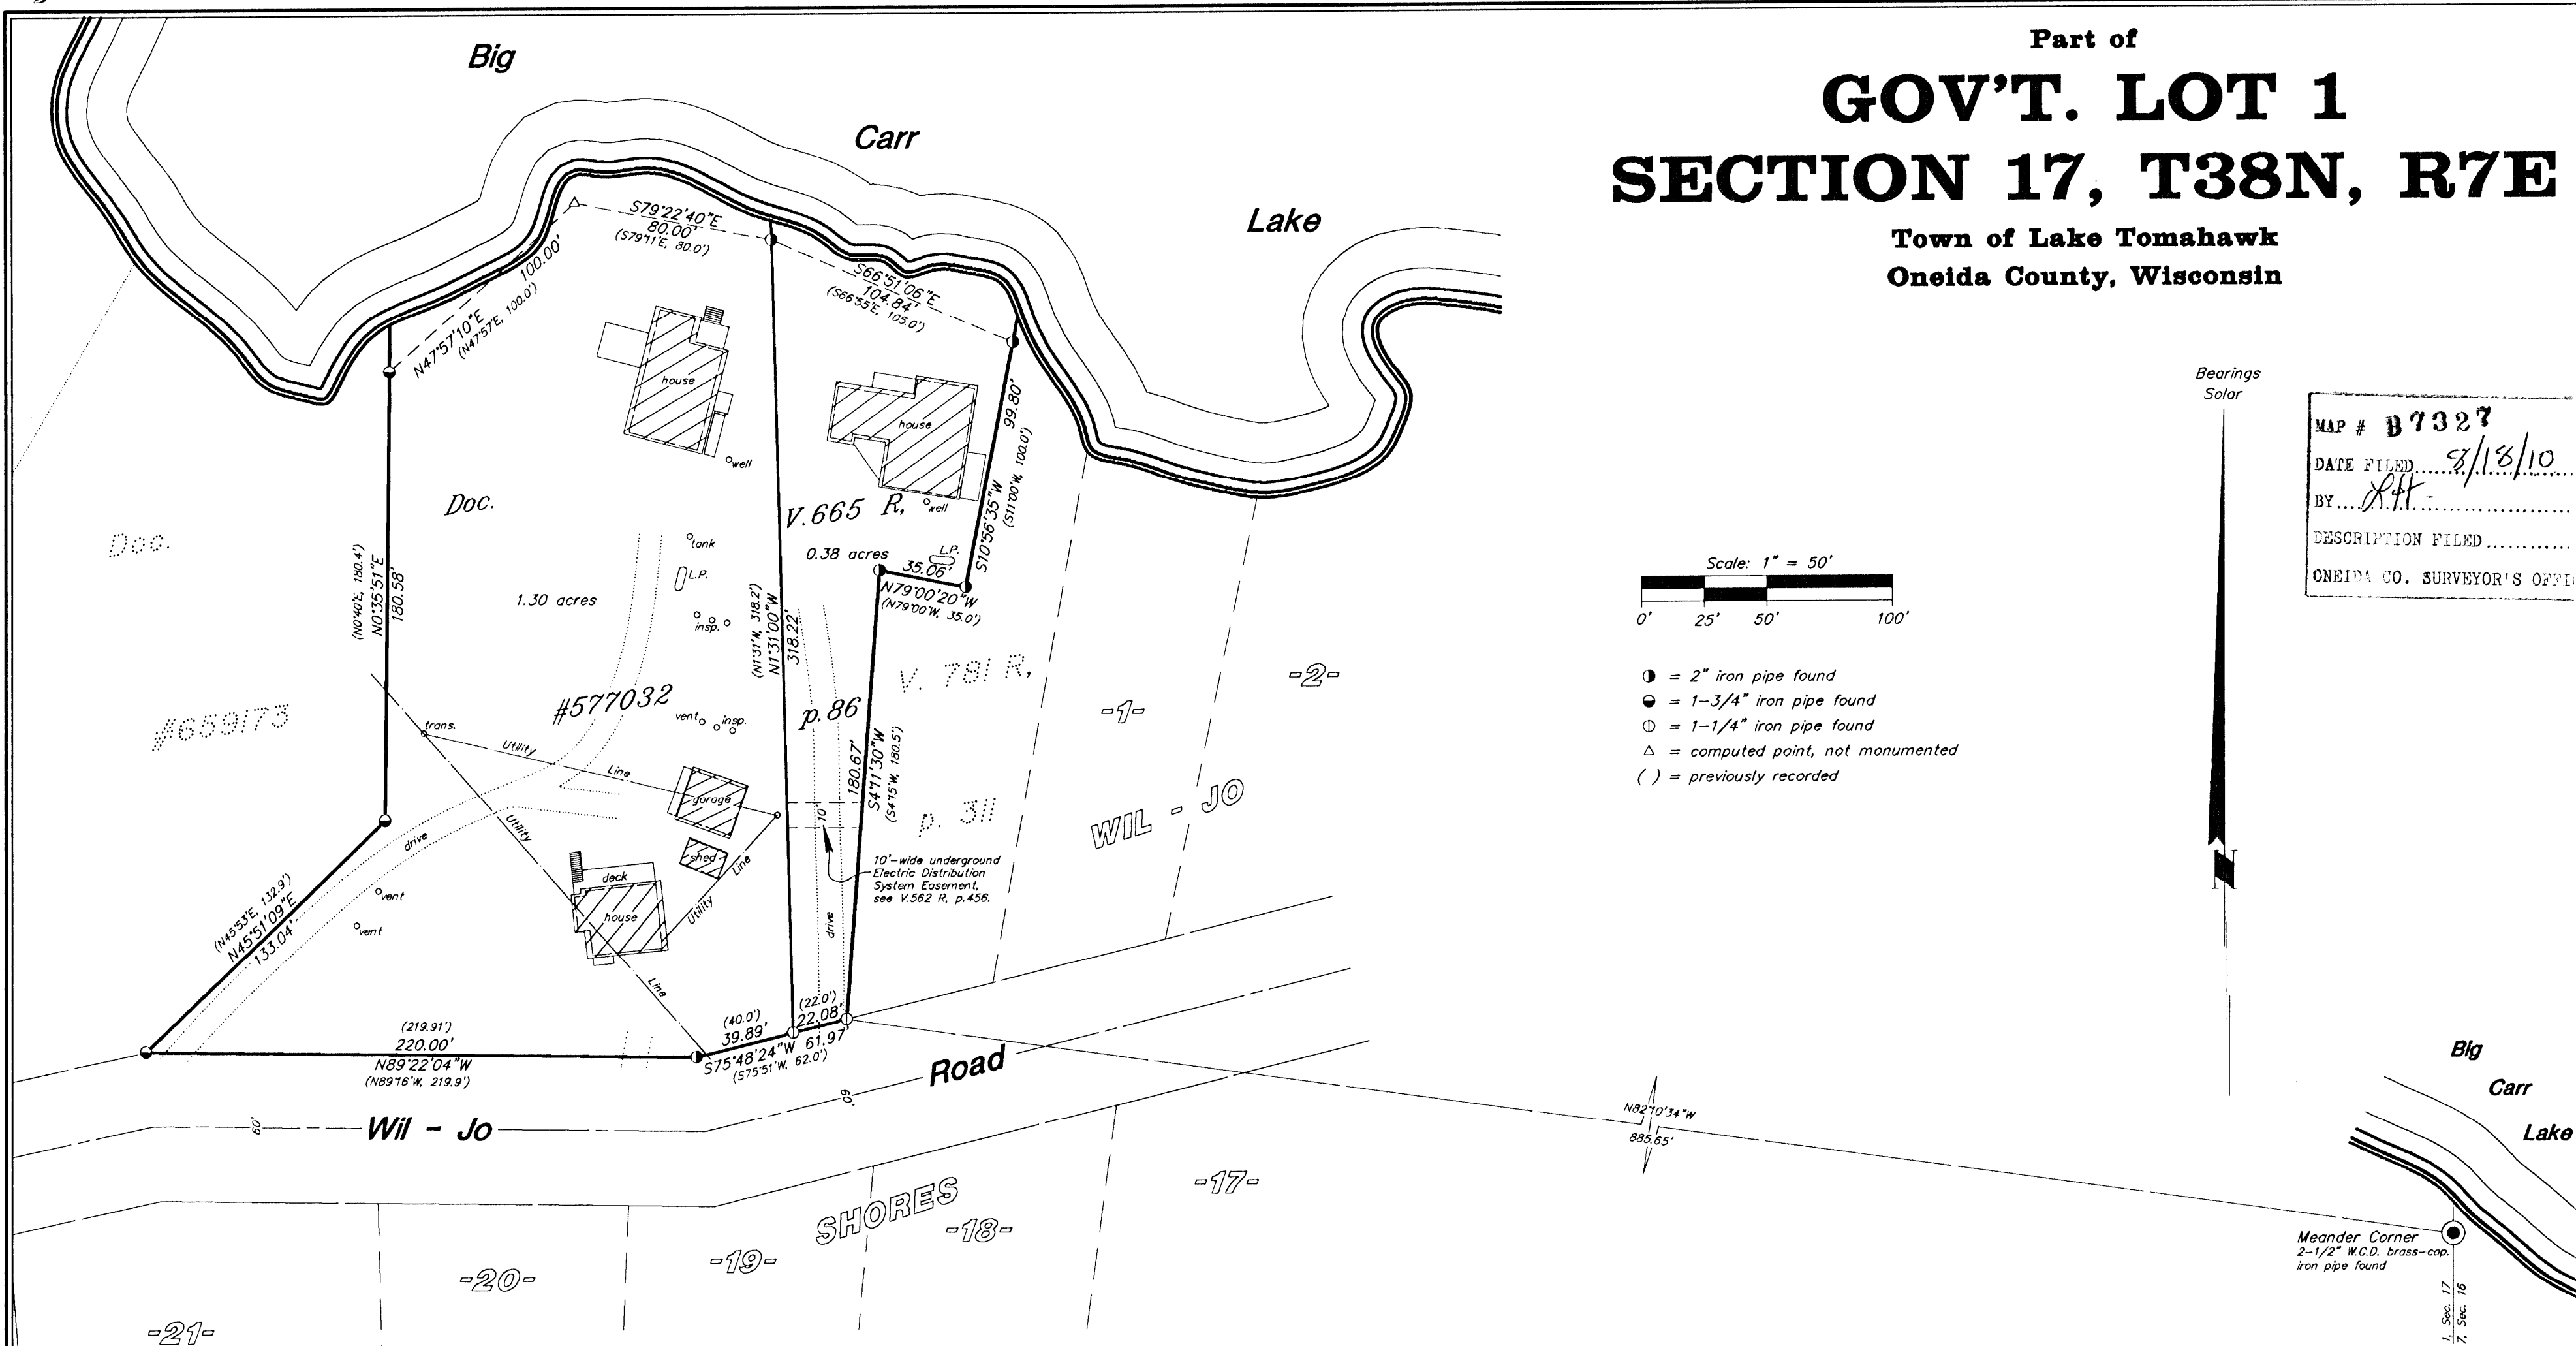 Part of
GOV'T. LOT 1
SECTION 17, T38N, R7E
Town of Lake Tomahawk
Oneida County, Wisconsin
Big
Carr
Lake
S79°22'40"E
80.00'
(S79°11'E, 80.0')
N47°57'10"E
100.00'
(N47°57'E, 100.0')
S66°51'06"E
104.84'
(S66°55'E, 105.0')
house
well
house
well
99.80'
S10°56'35"W
(S11°00'W, 100.0')
Doc.
Doc.
V.665 R,
0.38 acres
L.P.
35.06'
N79°00'20"W
(N79°00'W, 35.0')
tank
L.P.
1.30 acres
insp.
(N0°40'E, 180.4')
N0°35'51"E
180.58'
(N1°31'W, 318.2')
N1°31'00"W
318.22'
#659173
#577032
p.86
V. 781 R,
p. 311
-1-
-2-
WIL - JO
trans.
Utility
Line
vent
insp.
garage
shed
Utility
Line
Utility
Line
deck
house
drive
vent
vent
180.67'
S4°11'30"W
(S4°15'W, 180.5')
10'
10'-wide underground
Electric Distribution
System Easement,
see V.562 R, p.456.
drive
(N45°53'E, 132.9')
N45°51'09"E
133.04'
(219.91')
220.00'
N89°22'04"W
(N89°16'W, 219.9')
(40.0')
39.89'
(22.0')
22.08'
S75°48'24"W 61.97'
(S75°51'W, 62.0')
60'
Wil - Jo
60'
Road
SHORES
-17-
-18-
-19-
-20-
-21-
Bearings
Solar
N
MAP # B7327
DATE FILED 8/18/10
BY
DESCRIPTION FILED
ONEIDA CO. SURVEYOR'S
Scale: 1" = 50'
0' 25' 50' 100'
= 2" iron pipe found
= 1-3/4" iron pipe found
= 1-1/4" iron pipe found
△ = computed point, not monumented
( ) = previously recorded
N82°10'34"W
885.65'
Big
Carr
Lake
Meander Corner
2-1/2" W.C.D. brass-cap.
iron pipe found
1, Sec. 17
7, Sec. 16